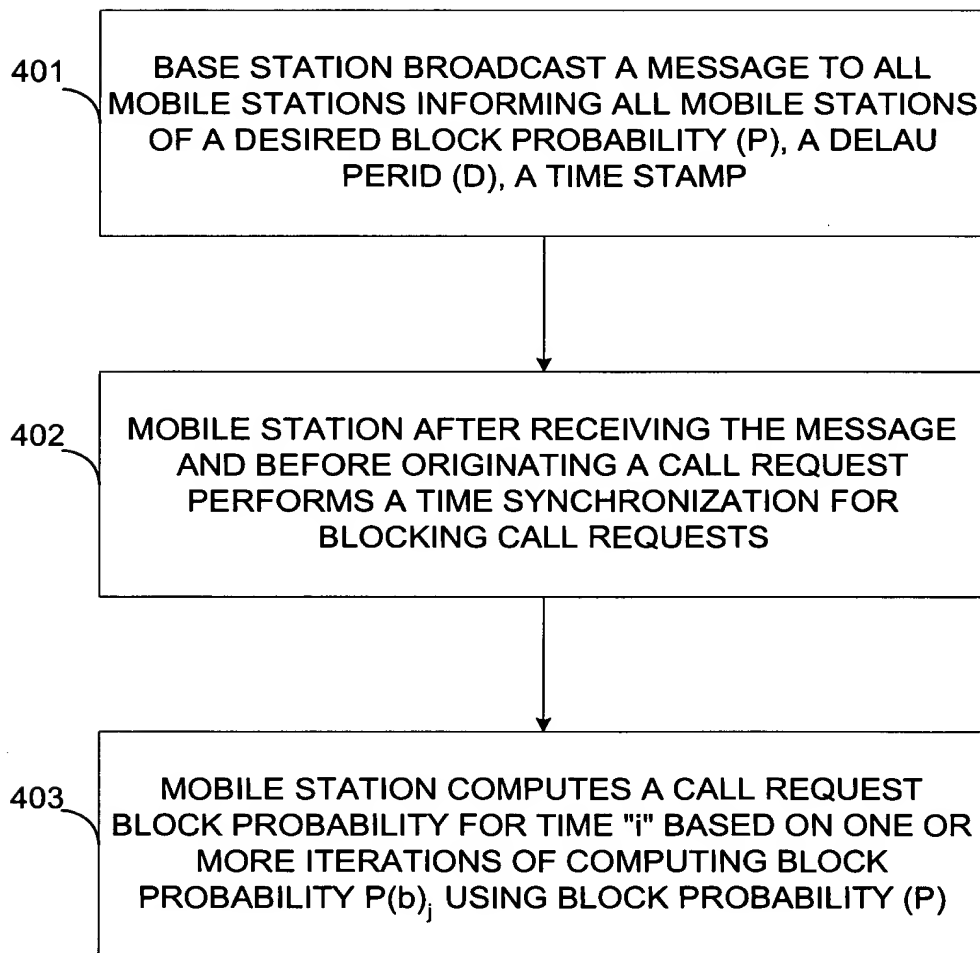 401
BASE STATION BROADCAST A MESSAGE TO ALL
MOBILE STATIONS INFORMING ALL MOBILE STATIONS
OF A DESIRED BLOCK PROBABILITY (P), A DELAU
PERID (D), A TIME STAMP
402
MOBILE STATION AFTER RECEIVING THE MESSAGE
AND BEFORE ORIGINATING A CALL REQUEST
PERFORMS A TIME SYNCHRONIZATION FOR
BLOCKING CALL REQUESTS
403
MOBILE STATION COMPUTES A CALL REQUEST
BLOCK PROBABILITY FOR TIME "i" BASED ON ONE OR
MORE ITERATIONS OF COMPUTING BLOCK
PROBABILITY P(b)j USING BLOCK PROBABILITY (P)